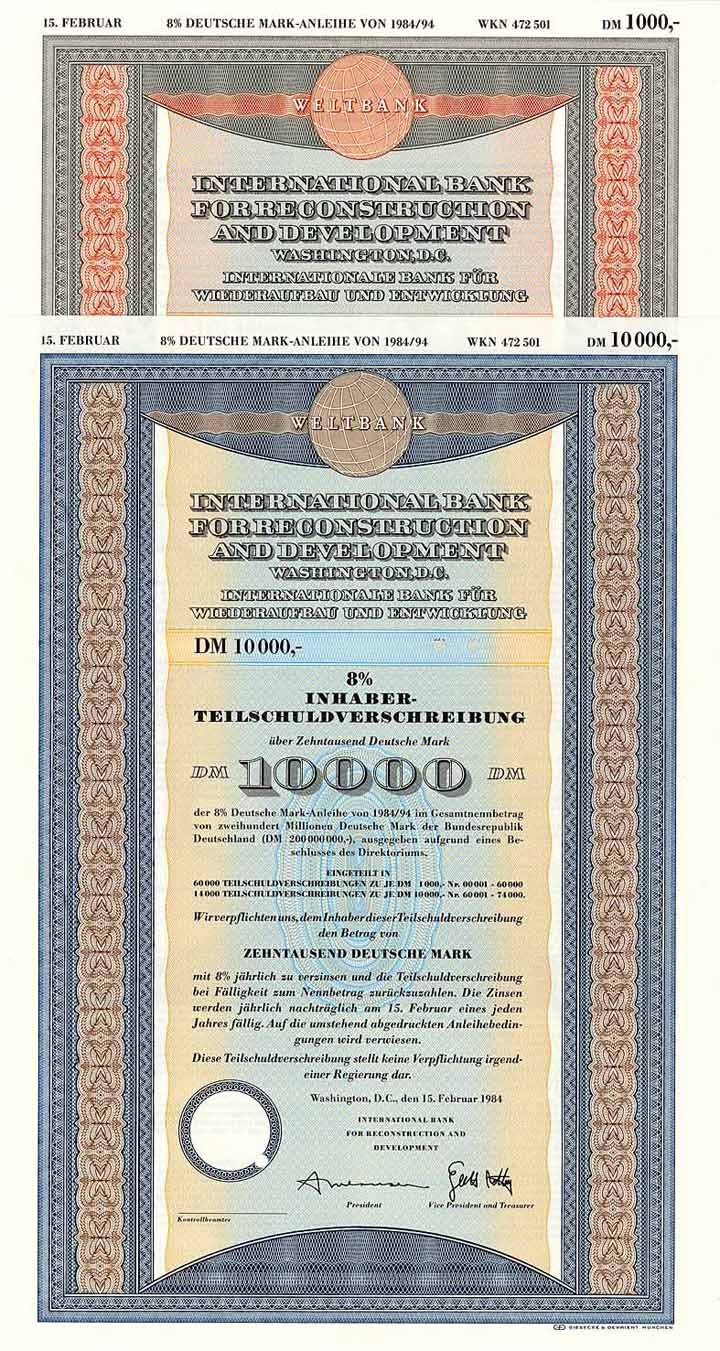 15. FEBRUAR 8% DEUTSCHE MARK-ANLEIHE VON 1984/94 WKN 472 501 DM 1000,-
WELTBANK
INTERNATIONAL BANK
FOR RECONSTRUCTION
AND DEVELOPMENT
WASHINGTON, D.C.
INTERNATIONALE BANK FÜR
WIEDERAUFBAU UND ENTWICKLUNG
15. FEBRUAR 8% DEUTSCHE MARK-ANLEIHE VON 1984/94 WKN 472 501 DM 10 000,-
WELTBANK
INTERNATIONAL BANK
FOR RECONSTRUCTION
AND DEVELOPMENT
WASHINGTON, D.C.
INTERNATIONALE BANK FÜR
WIEDERAUFBAU UND ENTWICKLUNG
DM 10 000,-
8%
INHABER-
TEILSCHULDVERSCHREIBUNG
über Zehntausend Deutsche Mark
DM 10000 DM
der 8% Deutsche Mark-Anleihe von 1984/94 im Gesamtnennbetrag
von zweihundert Millionen Deutsche Mark der Bundesrepublik
Deutschland (DM 200 000 000,-), ausgegeben aufgrund eines Be-
schlusses des Direktoriums,
EINGETEILT IN
60 000 TEILSCHULDVERSCHREIBUNGEN ZU JE DM 1 000,- Nr. 00 001 - 60 000
14 000 TEILSCHULDVERSCHREIBUNGEN ZU JE DM 10 000,- Nr. 60 001 - 74 000.
Wir verpflichten uns, dem Inhaber dieser Teilschuldverschreibung
den Betrag von
ZEHNTAUSEND DEUTSCHE MARK
mit 8% jährlich zu verzinsen und die Teilschuldverschreibung
bei Fälligkeit zum Nennbetrag zurückzuzahlen. Die Zinsen
werden jährlich nachträglich am 15. Februar eines jeden
Jahres fällig. Auf die umstehend abgedruckten Anleihebedin-
gungen wird verwiesen.
Diese Teilschuldverschreibung stellt keine Verpflichtung irgend-
einer Regierung dar.
Washington, D.C., den 15. Februar 1984
INTERNATIONAL BANK
FOR RECONSTRUCTION AND
DEVELOPMENT
President Vice President and Treasurer
Kontrollbeamter
GIESECKE & DEVRIENT MÜNCHEN